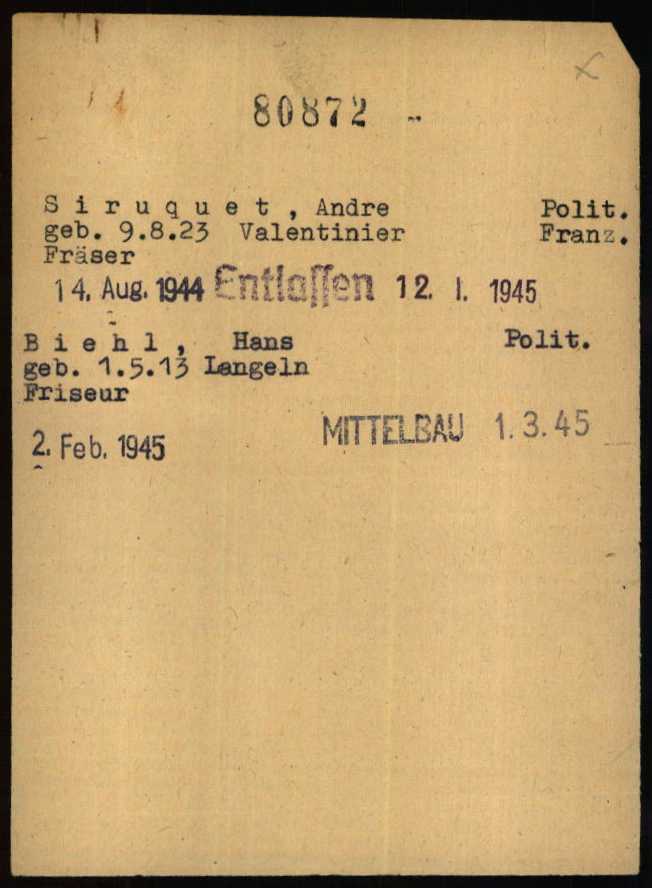 80872 -
S i r u q u e t , Andre Polit.
geb. 9.8.23 Valentinier Franz.
Fräser
14. Aug. 1944 Entlassen 12. I. 1945
B i e h l , Hans Polit.
geb. 1.5.13 Langeln
Friseur
2. Feb. 1945 MITTELBAU 1.3.45